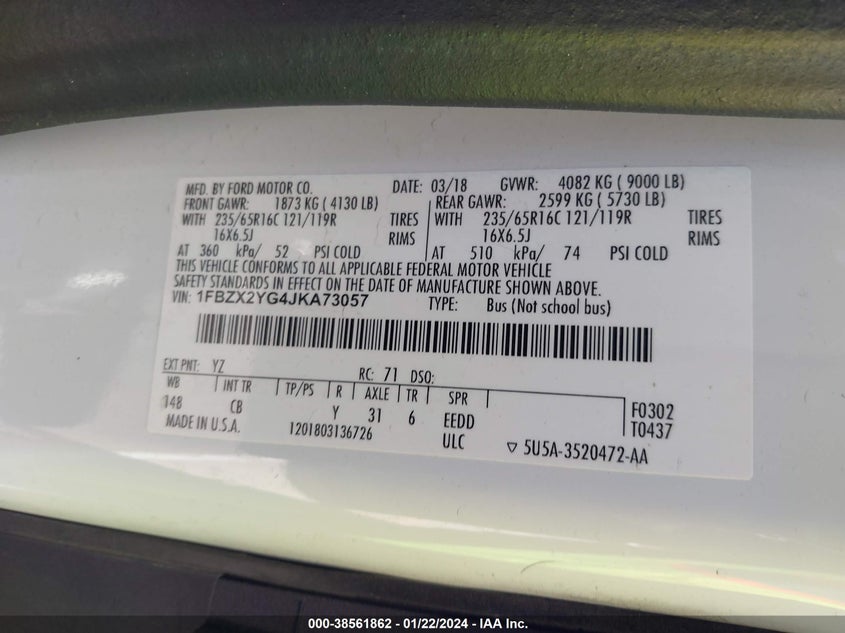 MFD. BY FORD MOTOR CO. DATE: 03/18 GVWR: 4082 KG ( 9000 LB)
FRONT GAWR: 1873 KG ( 4130 LB) REAR GAWR: 2599 KG ( 5730 LB)
WITH 235/65R16C 121/119R TIRES WITH 235/65R16C 121/119R TIRES
16X6.5J RIMS 16X6.5J RIMS
AT 360 kPa/ 52 PSI COLD AT 510 kPa/ 74 PSI COLD
THIS VEHICLE CONFORMS TO ALL APPLICABLE FEDERAL MOTOR VEHICLE
SAFETY STANDARDS IN EFFECT ON THE DATE OF MANUFACTURE SHOWN ABOVE.
VIN: 1FBZX2YG4JKA73057 TYPE: Bus (Not school bus)
EXT PNT: YZ RC: 71 DSO:
WB INT TR TP/PS R AXLE TR SPR
148 CB Y 31 6 EEDD F0302
MADE IN U.S.A. 1201803136726 ULC T0437
▽ 5U5A-3520472-AA
000-38561862 - 01/22/2024 - IAA Inc.